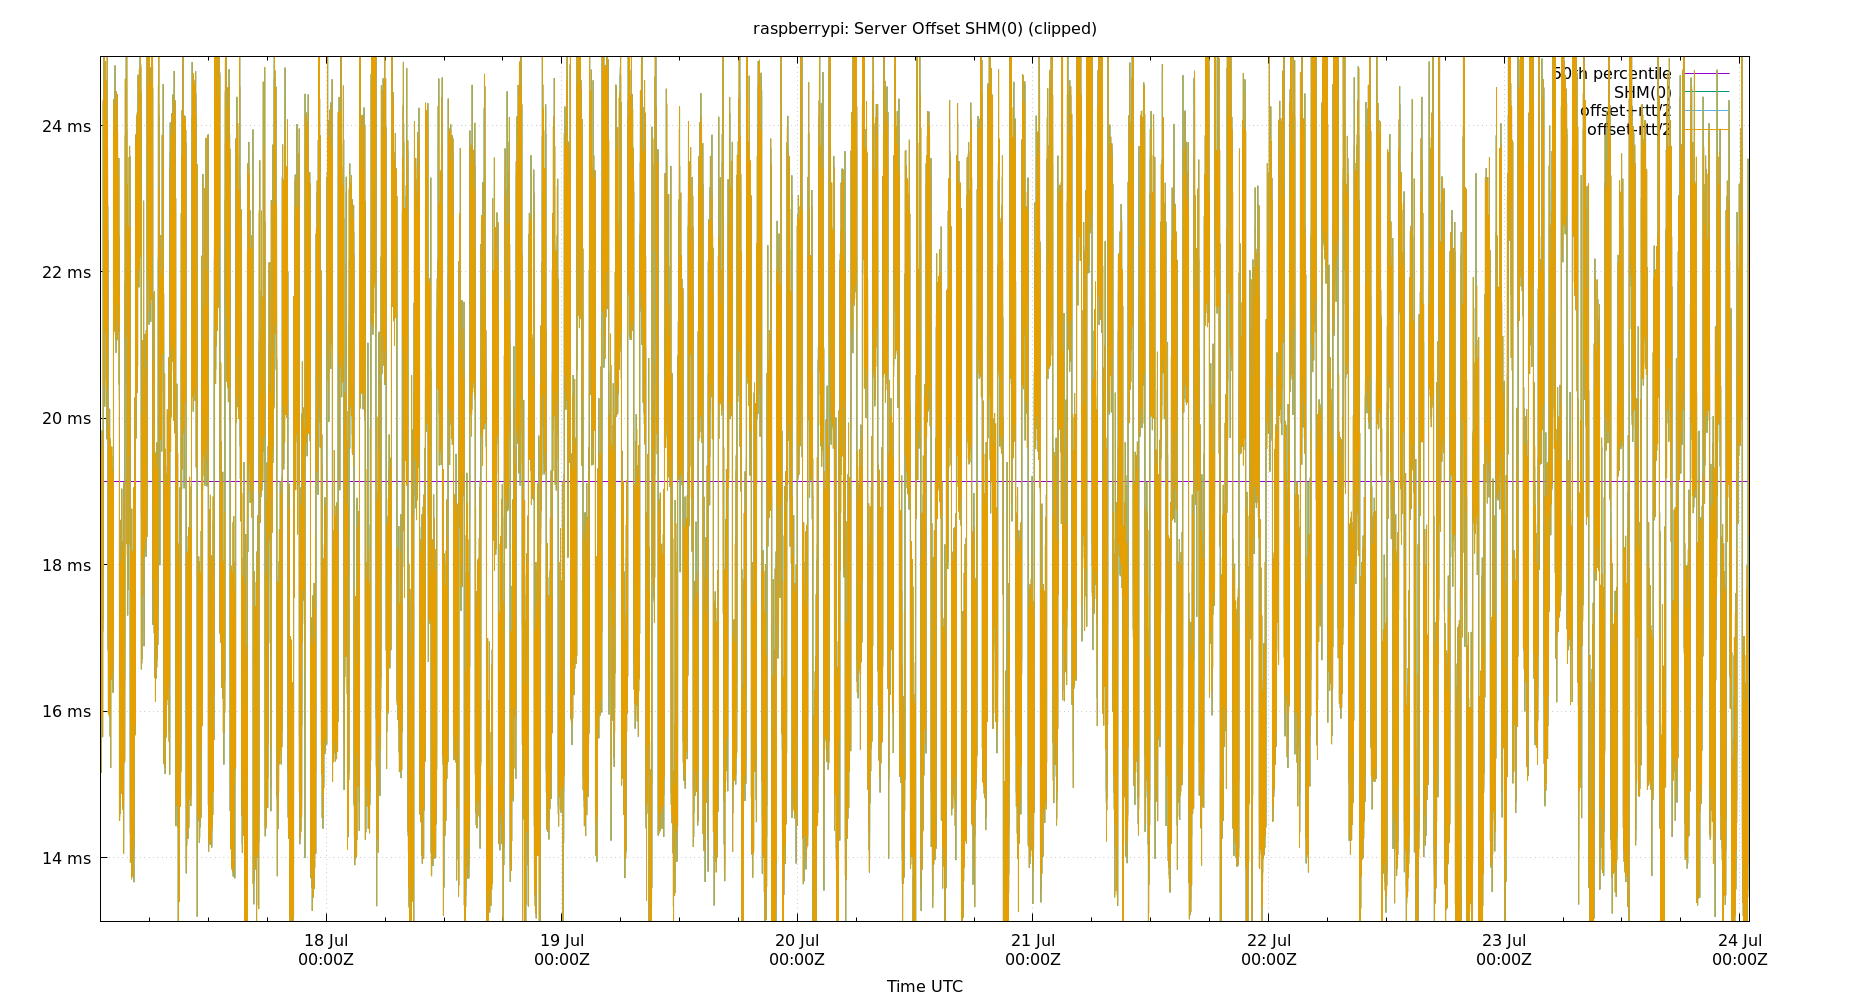 raspberrypi: Server Offset SHM(0) (clipped)
50th percentile
SHM(0)
offset+rtt/2
offset-rtt/2
24 ms
22 ms
20 ms
18 ms
16 ms
14 ms
18 Jul 19 Jul 20 Jul 21 Jul 22 Jul 23 Jul 24 Jul
00:00Z 00:00Z 00:00Z 00:00Z 00:00Z 00:00Z 00:00Z
Time UTC